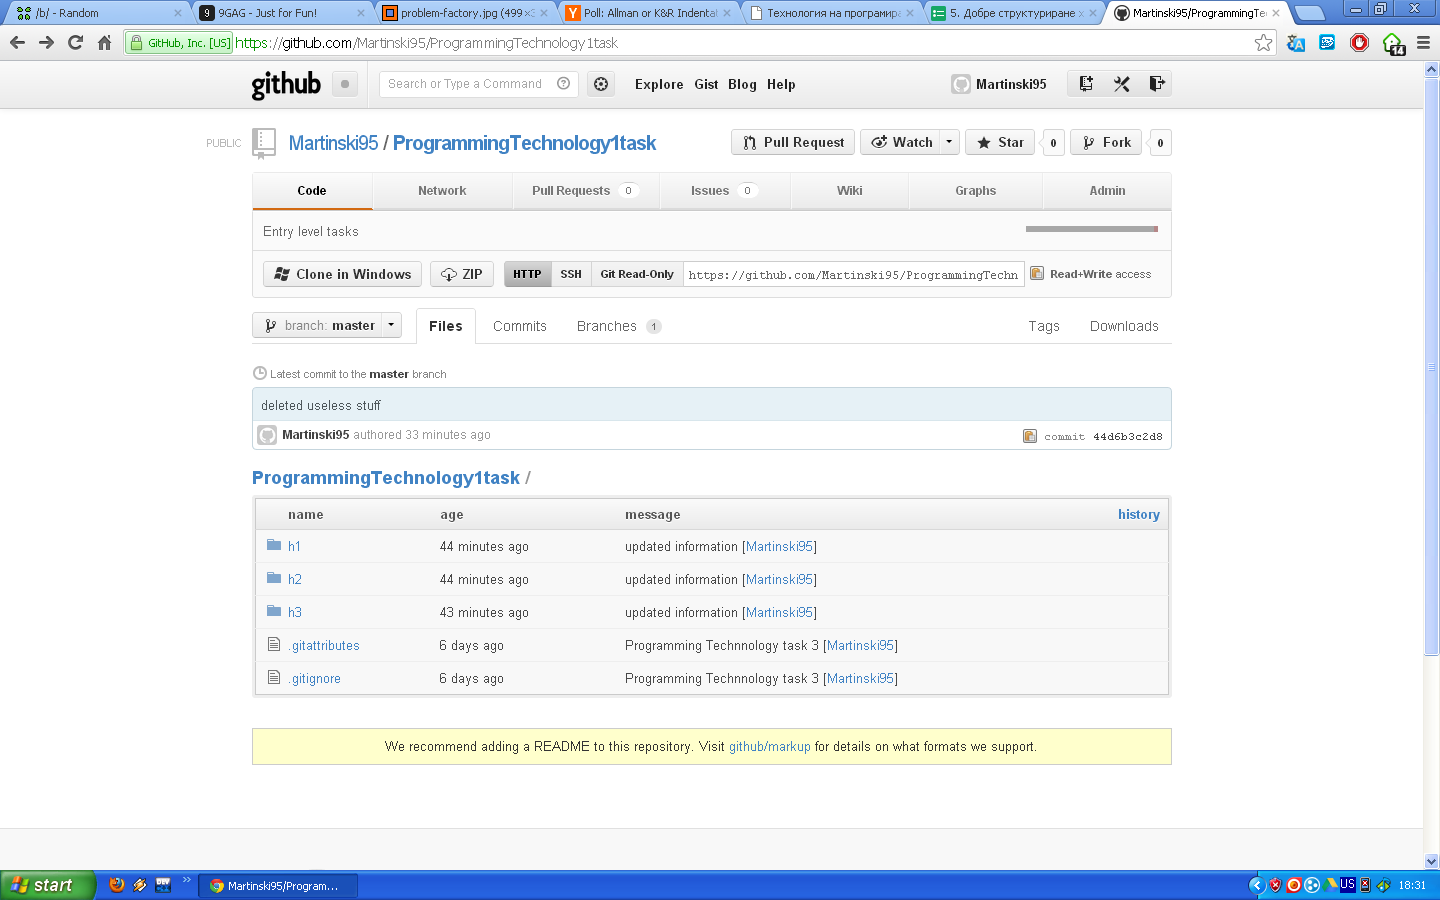 /b/ - Random
9GAG - Just for Fun!
problem-factory.jpg (499×3
Poll: Allman or K&R Indenta
Технология на програмира
5. Добре структуриране
Martinski95/ProgrammingTe
GitHub, Inc. [US] https://github.com/Martinski95/ProgrammingTechnology1task
14
github
Search or Type a Command
Explore Gist Blog Help
Martinski95
PUBLIC
Martinski95 / ProgrammingTechnology1task
Pull Request
Watch
Star 0
Fork 0
Code
Network
Pull Requests 0
Issues 0
Wiki
Graphs
Admin
Entry level tasks
Clone in Windows
ZIP
HTTP SSH Git Read-Only https://github.com/Martinski95/ProgrammingTechn
Read+Write access
branch: master
Files
Commits
Branches 1
Tags
Downloads
Latest commit to the master branch
deleted useless stuff
Martinski95 authored 33 minutes ago
commit 44d6b3c2d8
ProgrammingTechnology1task /
name age message history
h1 44 minutes ago updated information [Martinski95]
h2 44 minutes ago updated information [Martinski95]
h3 43 minutes ago updated information [Martinski95]
.gitattributes 6 days ago Programming Technnology task 3 [Martinski95]
.gitignore 6 days ago Programming Technnology task 3 [Martinski95]
We recommend adding a README to this repository. Visit github/markup for details on what formats we support.
start
Martinski95/Program...
US
18:31